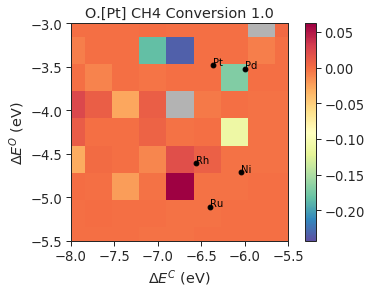 O.[Pt] CH4 Conversion 1.0
−3.0
−3.5
−4.0
−4.5
−5.0
−5.5
ΔE^O (eV)
Pt
Pd
Rh
Ni
Ru
−8.0 −7.5 −7.0 −6.5 −6.0 −5.5
ΔE^C (eV)
0.05
0.00
−0.05
−0.10
−0.15
−0.20